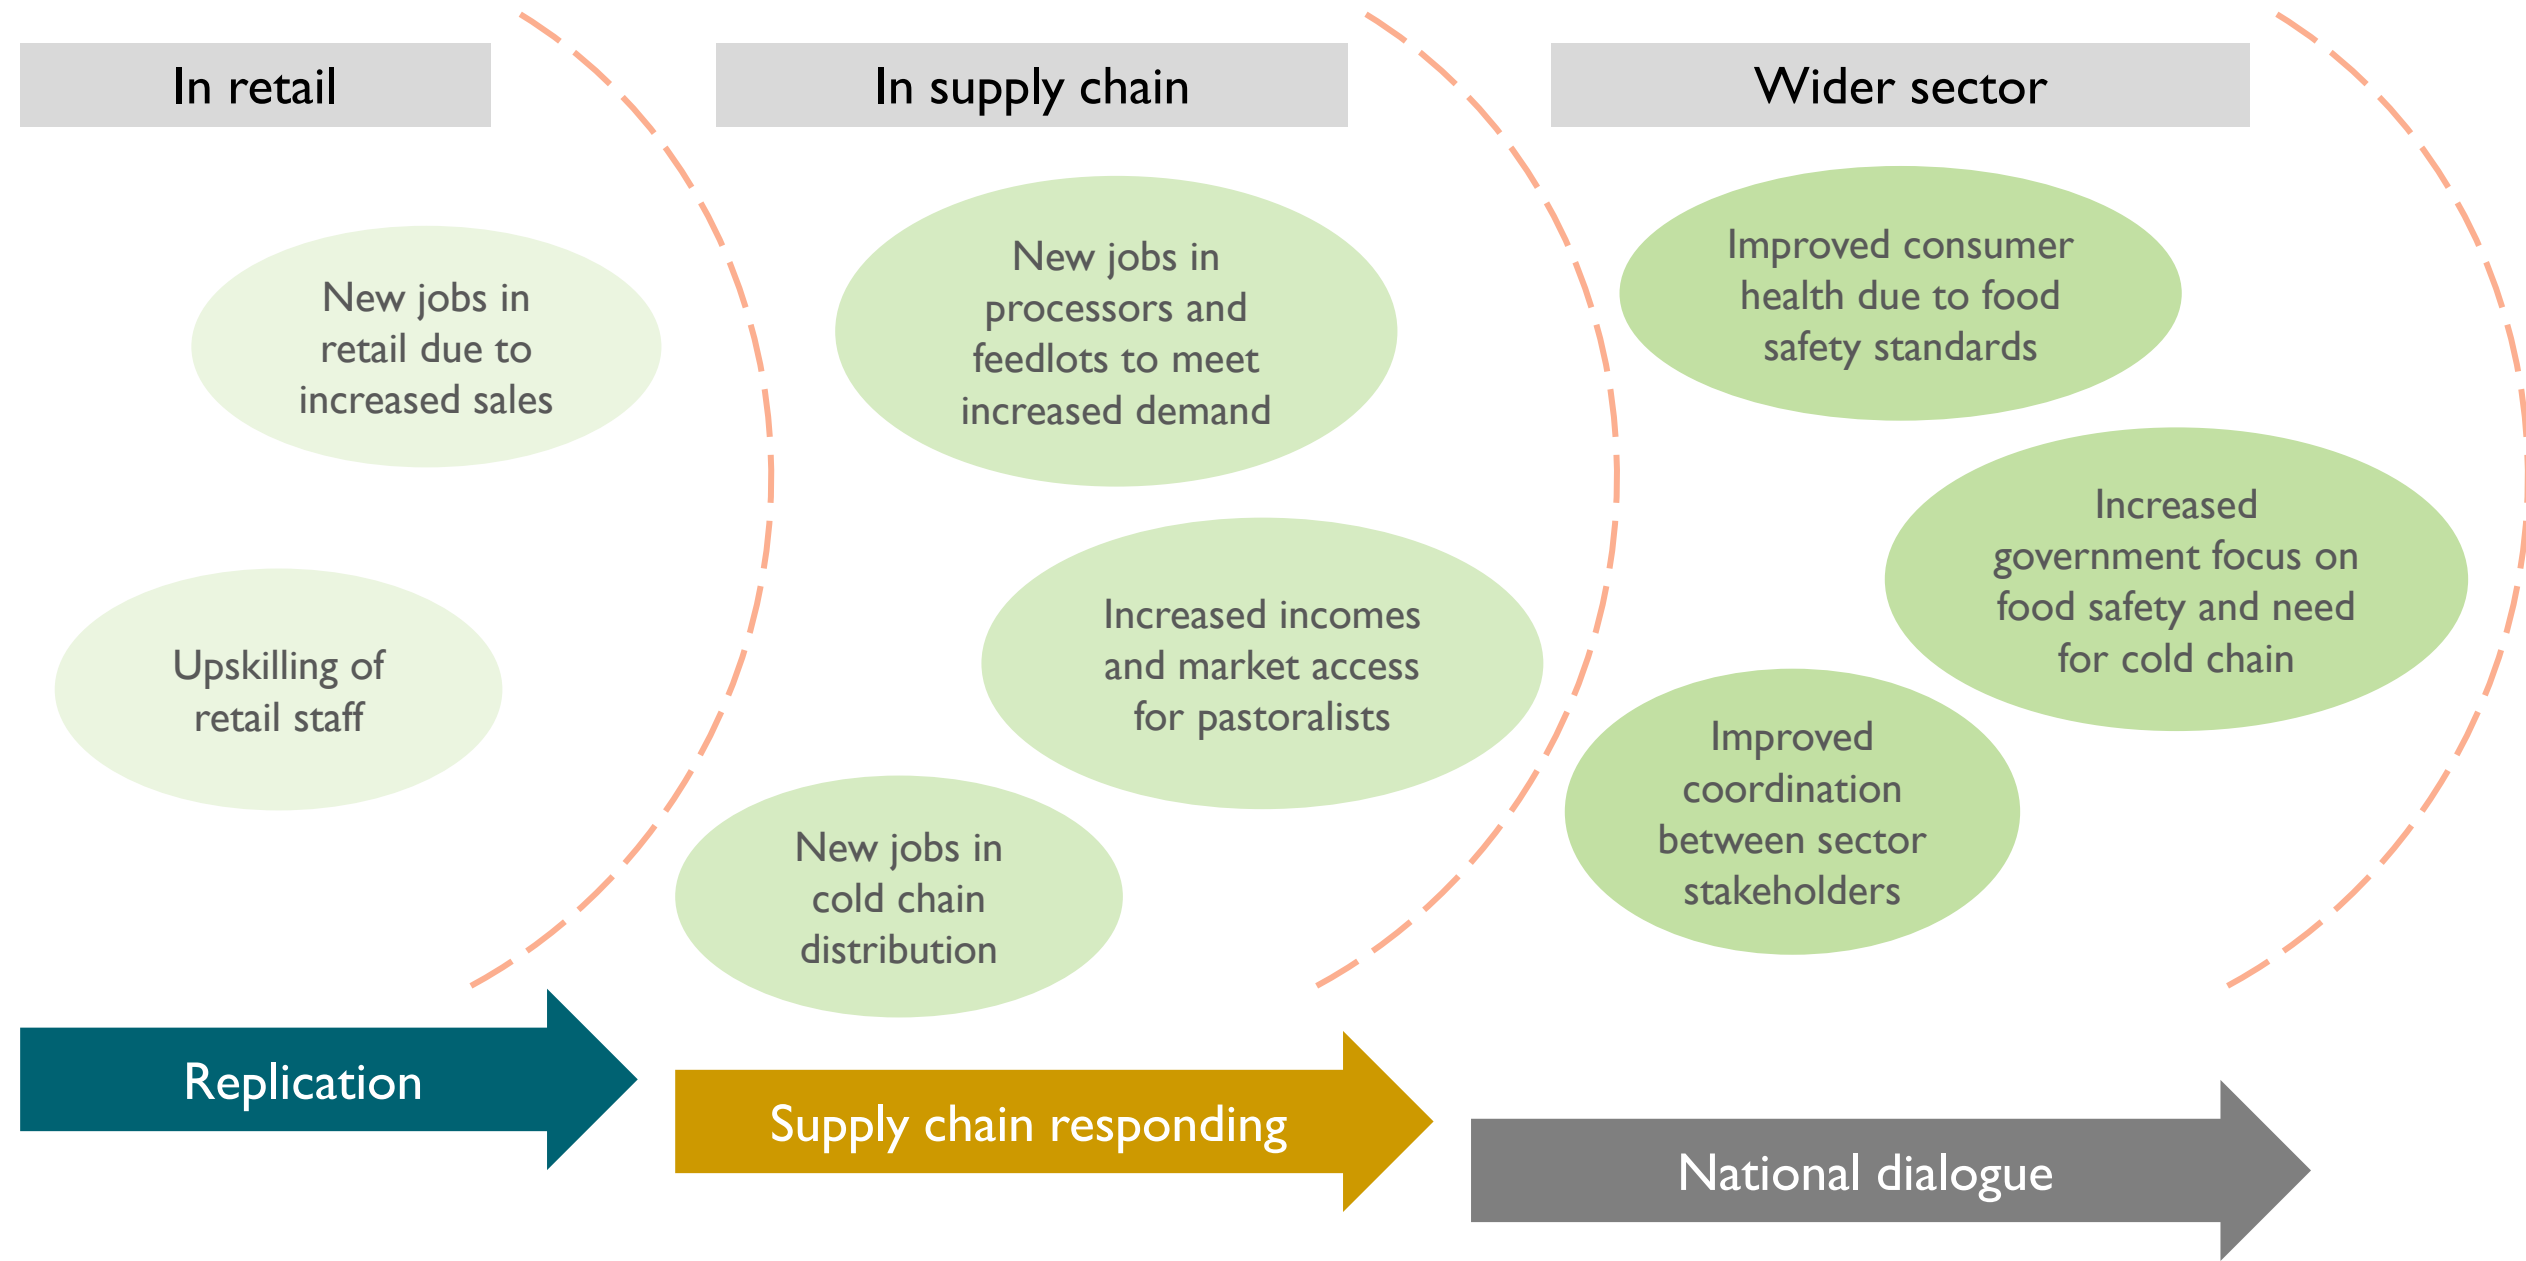 In retail
In supply chain
Wider sector
New jobs in
retail due to
increased sales
Upskilling of
retail staff
New jobs in
processors and
feedlots to meet
increased demand
Increased incomes
and market access
for pastoralists
New jobs in
cold chain
distribution
Improved consumer
health due to food
safety standards
Increased
government focus on
food safety and need
for cold chain
Improved
coordination
between sector
stakeholders
Replication
Supply chain responding
National dialogue